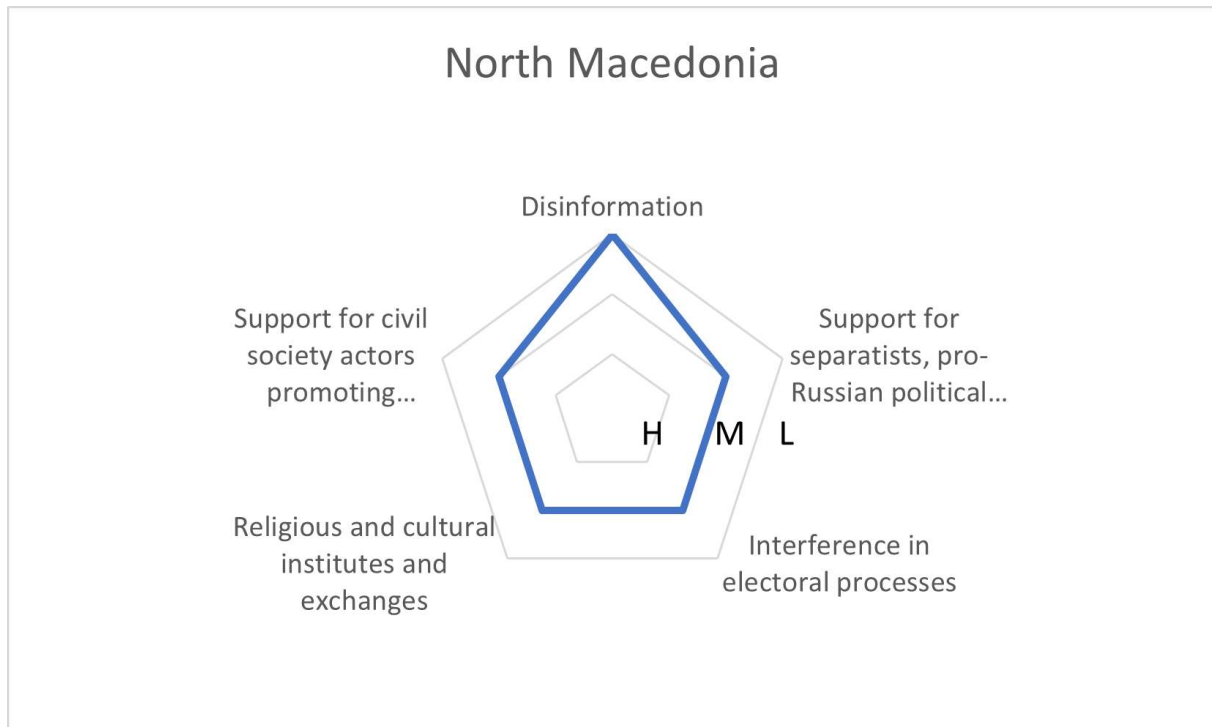 North Macedonia
Disinformation
Support for civil
society actors
promoting...
Support for
separatists, pro-
Russian political...
H M L
Religious and cultural
institutes and
exchanges
Interference in
electoral processes